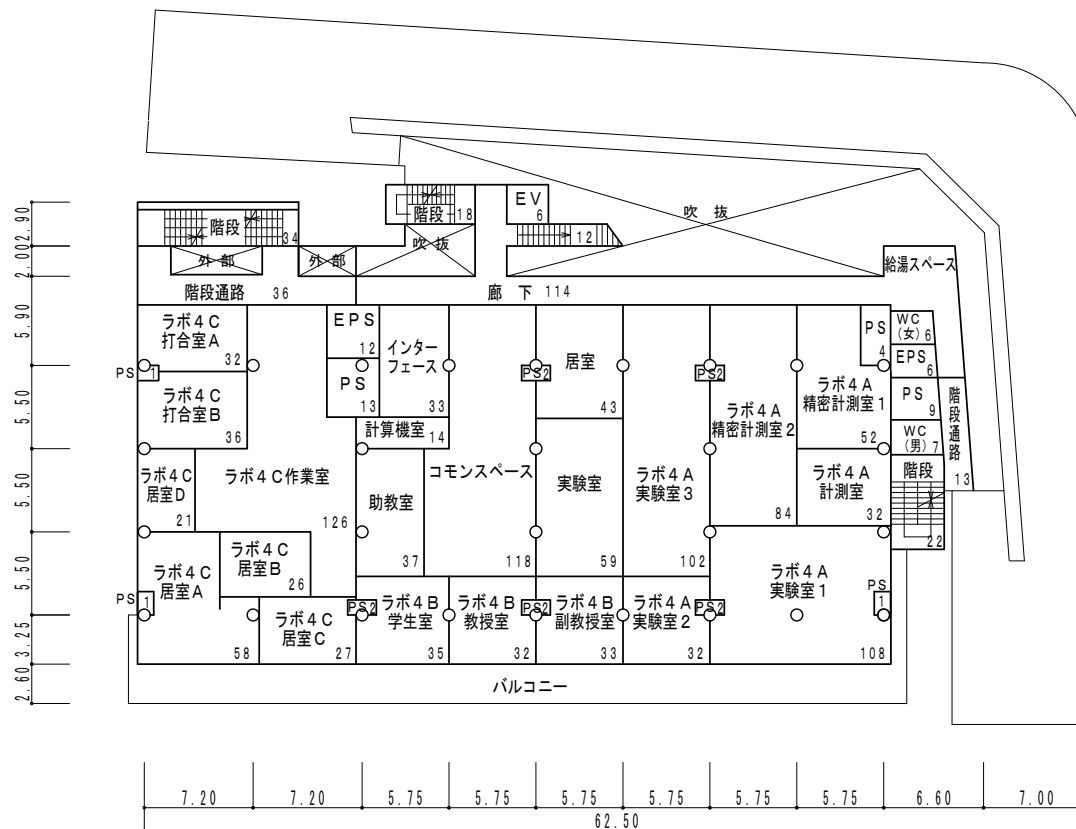 2.90
2.00
5.90
5.50
5.50
5.50
3.25
2.60
階段
34
外部
外部
階段
18
吹抜
EV
6
12
吹抜
給湯スペース
階段通路
36
廊下
114
ラボ4C
打合室A
32
PS
1
ラボ4C
打合室B
36
EPS
12
PS
13
インター
フェース
33
計算機室
14
PS2
居室
43
PS2
ラボ4A
精密計測室2
84
PS
4
ラボ4A
精密計測室1
52
WC
(女)
6
EPS
6
PS
9
WC
(男)
7
階段通路
13
階段
22
ラボ4C
居室D
21
ラボ4C作業室
126
助教室
37
コモンスペース
118
実験室
59
ラボ4A
実験室3
102
ラボ4A
計測室
32
ラボ4C
居室A
58
PS
1
ラボ4C
居室B
26
ラボ4C
居室C
27
PS2
ラボ4B
学生室
35
ラボ4B
教授室
32
PS2
ラボ4B
副教授室
33
ラボ4A
実験室2
32
PS2
ラボ4A
実験室1
108
PS
1
バルコニー
7.20
7.20
5.75
5.75
5.75
5.75
5.75
5.75
6.60
7.00
62.50